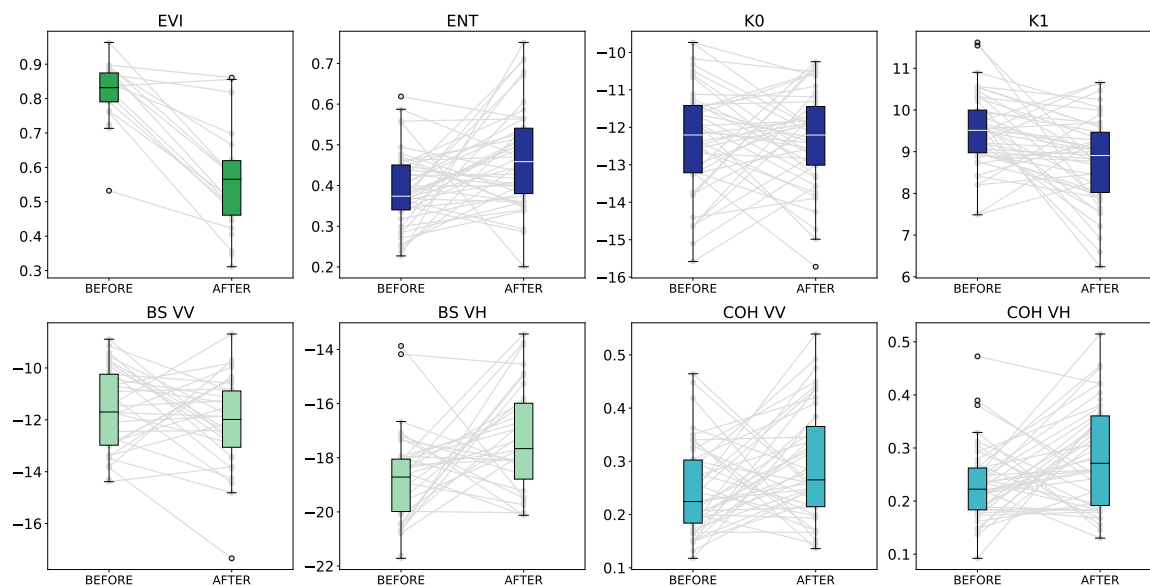 EVI
0.9
0.8
0.7
0.6
0.5
0.4
0.3
BEFORE AFTER
ENT
0.7
0.6
0.5
0.4
0.3
0.2
BEFORE AFTER
K0
−10
−11
−12
−13
−14
−15
−16
BEFORE AFTER
K1
11
10
9
8
7
6
BEFORE AFTER
BS VV
−10
−12
−14
−16
BEFORE AFTER
BS VH
−14
−16
−18
−20
−22
BEFORE AFTER
COH VV
0.5
0.4
0.3
0.2
0.1
BEFORE AFTER
COH VH
0.5
0.4
0.3
0.2
0.1
BEFORE AFTER